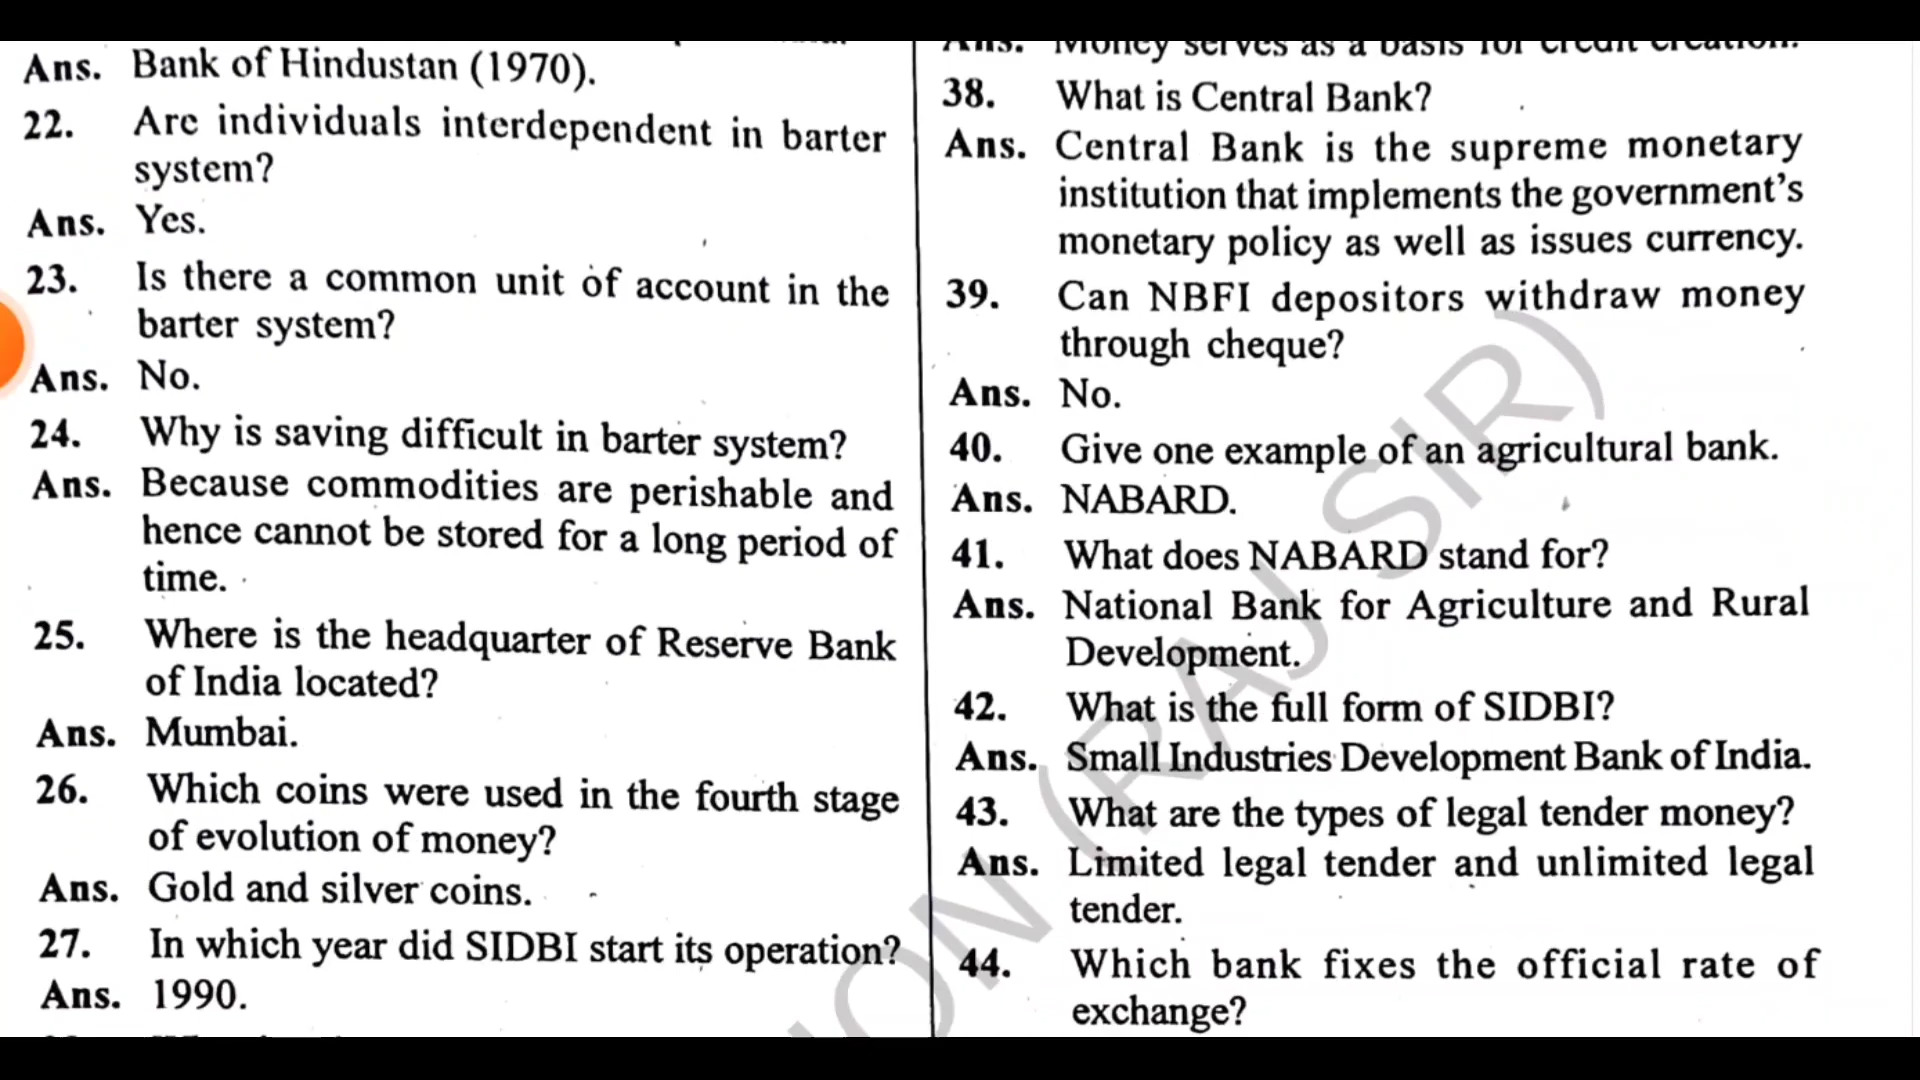 Ans. Bank of Hindustan (1970).
22. Are individuals interdependent in barter
system?
Ans. Yes.
23. Is there a common unit of account in the
barter system?
Ans. No.
24. Why is saving difficult in barter system?
Ans. Because commodities are perishable and
hence cannot be stored for a long period of
time.
25. Where is the headquarter of Reserve Bank
of India located?
Ans. Mumbai.
26. Which coins were used in the fourth stage
of evolution of money?
Ans. Gold and silver coins.
27. In which year did SIDBI start its operation?
Ans. 1990.
Ans. Money serves as a basis for credit creation.
38. What is Central Bank?
Ans. Central Bank is the supreme monetary
institution that implements the government's
monetary policy as well as issues currency.
39. Can NBFI depositors withdraw money
through cheque?
Ans. No.
40. Give one example of an agricultural bank.
Ans. NABARD.
41. What does NABARD stand for?
Ans. National Bank for Agriculture and Rural
Development.
42. What is the full form of SIDBI?
Ans. Small Industries Development Bank of India.
43. What are the types of legal tender money?
Ans. Limited legal tender and unlimited legal
tender.
44. Which bank fixes the official rate of
exchange?
(RAJ SIR)